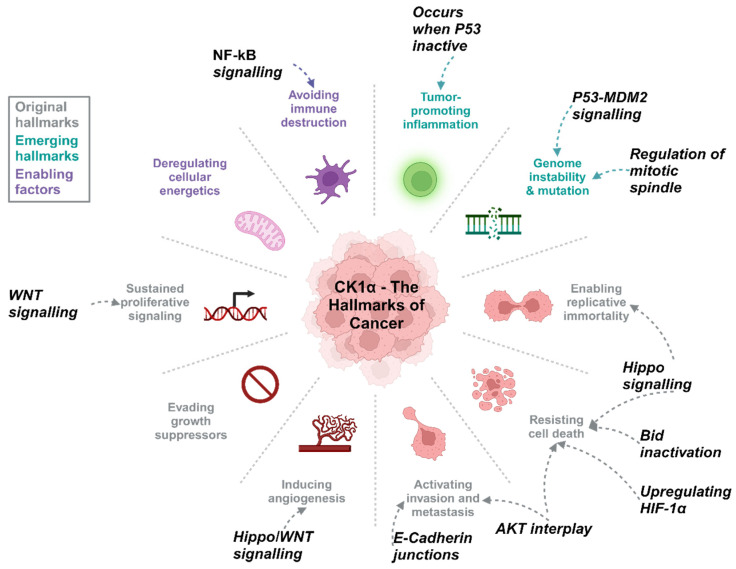 Occurs
when P53
inactive
NF-kB
signalling
Avoiding
immune
destruction
Tumor-
promoting
inflammation
P53-MDM2
signalling
Original
hallmarks
Emerging
hallmarks
Enabling
factors
Deregulating
cellular
energetics
Genome
instability
& mutation
Regulation of
mitotic
spindle
WNT
signalling
Sustained
proliferative
signaling
CK1α - The
Hallmarks of
Cancer
Enabling
replicative
immortality
Hippo
signalling
Evading
growth
suppressors
Resisting
cell death
Bid
inactivation
Inducing
angiogenesis
Activating
invasion and
metastasis
Upregulating
HIF-1α
Hippo/WNT
signalling
E-Cadherin
junctions
AKT interplay